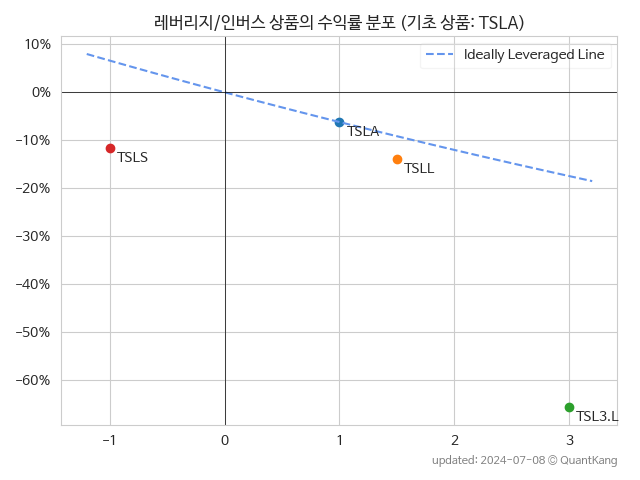 레버리지/인버스 상품의 수익률 분포 (기초 상품: TSLA)
10%
Ideally Leveraged Line
0%
TSLA
−10%
TSLS
TSLL
−20%
−30%
−40%
−50%
−60%
TSL3.L
−1 0 1 2 3
updated: 2024-07-08 © QuantKang